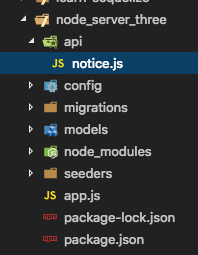 learn-sequelize
node_server_three
api
JS notice.js
config
migrations
models
node_modules
seeders
JS app.js
package-lock.json
package.json